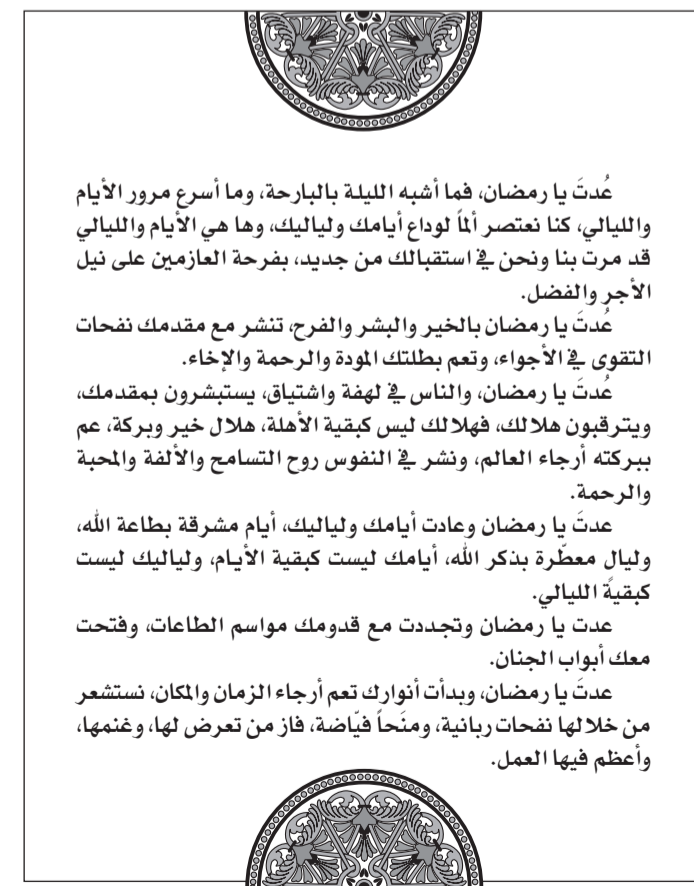 عُدتَ يا رمضان، فما أشبه الليلة بالبارحة، وما أسرع مرور الأيام
والليالي، كنا نعتصر ألماً لوداع أيامك ولياليك، وها هي الأيام والليالي
قد مرت بنا ونحن في استقبالك من جديد، بفرحة العازمين على نيل
الأجر والفضل.
عُدتَ يا رمضان بالخير والبشر والفرح، تنشر مع مقدمك نفحات
التقوى في الأجواء، وتعم بطلتك المودة والرحمة والإخاء.
عُدتَ يا رمضان، والناس في لهفة واشتياق، يستبشرون بمقدمك،
ويترقبون هلالك، فهلالك ليس كبقية الأهلة، هلال خير وبركة، عم
ببركته أرجاء العالم، ونشر في النفوس روح التسامح والألفة والمحبة
والرحمة.
عدتَ يا رمضان وعادت أيامك ولياليك، أيام مشرقة بطاعة الله،
وليال معطّرة بذكر الله، أيامك ليست كبقية الأيام، ولياليك ليست
كبقيةَ الليالي.
عدت يا رمضان وتجددت مع قدومك مواسم الطاعات، وفتحت
معك أبواب الجنان.
عدتَ يا رمضان، وبدأت أنوارك تعم أرجاء الزمان والمكان، نستشعر
من خلالها نفحات ربانية، ومنَحاً فيّاضة، فاز من تعرض لها، وغنمها،
وأعظم فيها العمل.